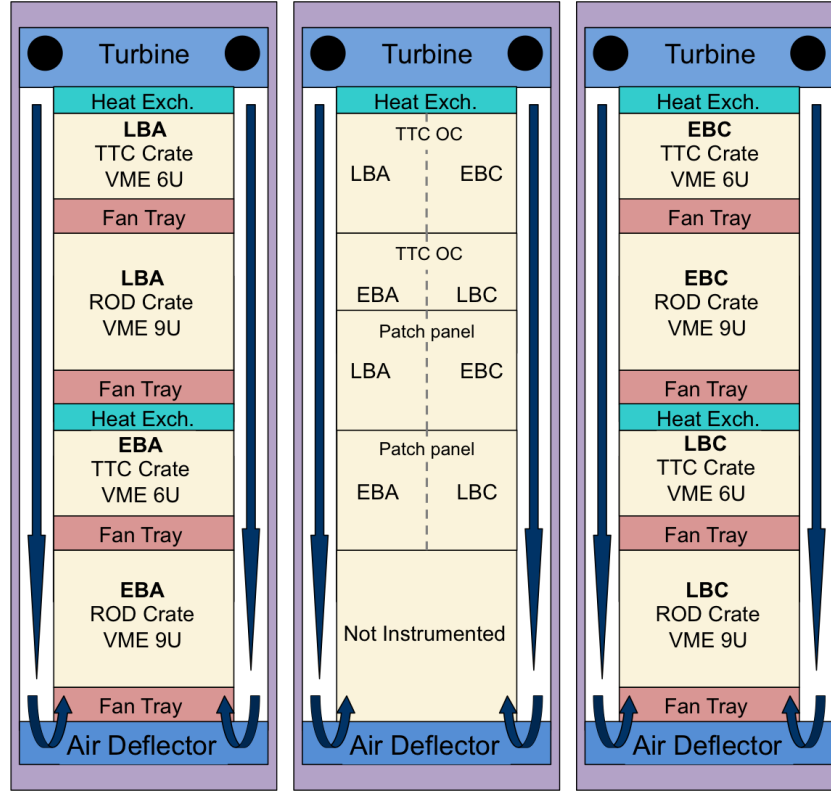 Turbine
Heat Exch.
LBA
TTC Crate
VME 6U
Fan Tray
LBA
ROD Crate
VME 9U
Fan Tray
Heat Exch.
EBA
TTC Crate
VME 6U
Fan Tray
EBA
ROD Crate
VME 9U
Fan Tray
Air Deflector
Turbine
Heat Exch.
TTC OC
LBA EBC
TTC OC
EBA LBC
Patch panel
LBA EBC
Patch panel
EBA LBC
Not Instrumented
Air Deflector
Turbine
Heat Exch.
EBC
TTC Crate
VME 6U
Fan Tray
EBC
ROD Crate
VME 9U
Fan Tray
Heat Exch.
LBC
TTC Crate
VME 6U
Fan Tray
LBC
ROD Crate
VME 9U
Fan Tray
Air Deflector